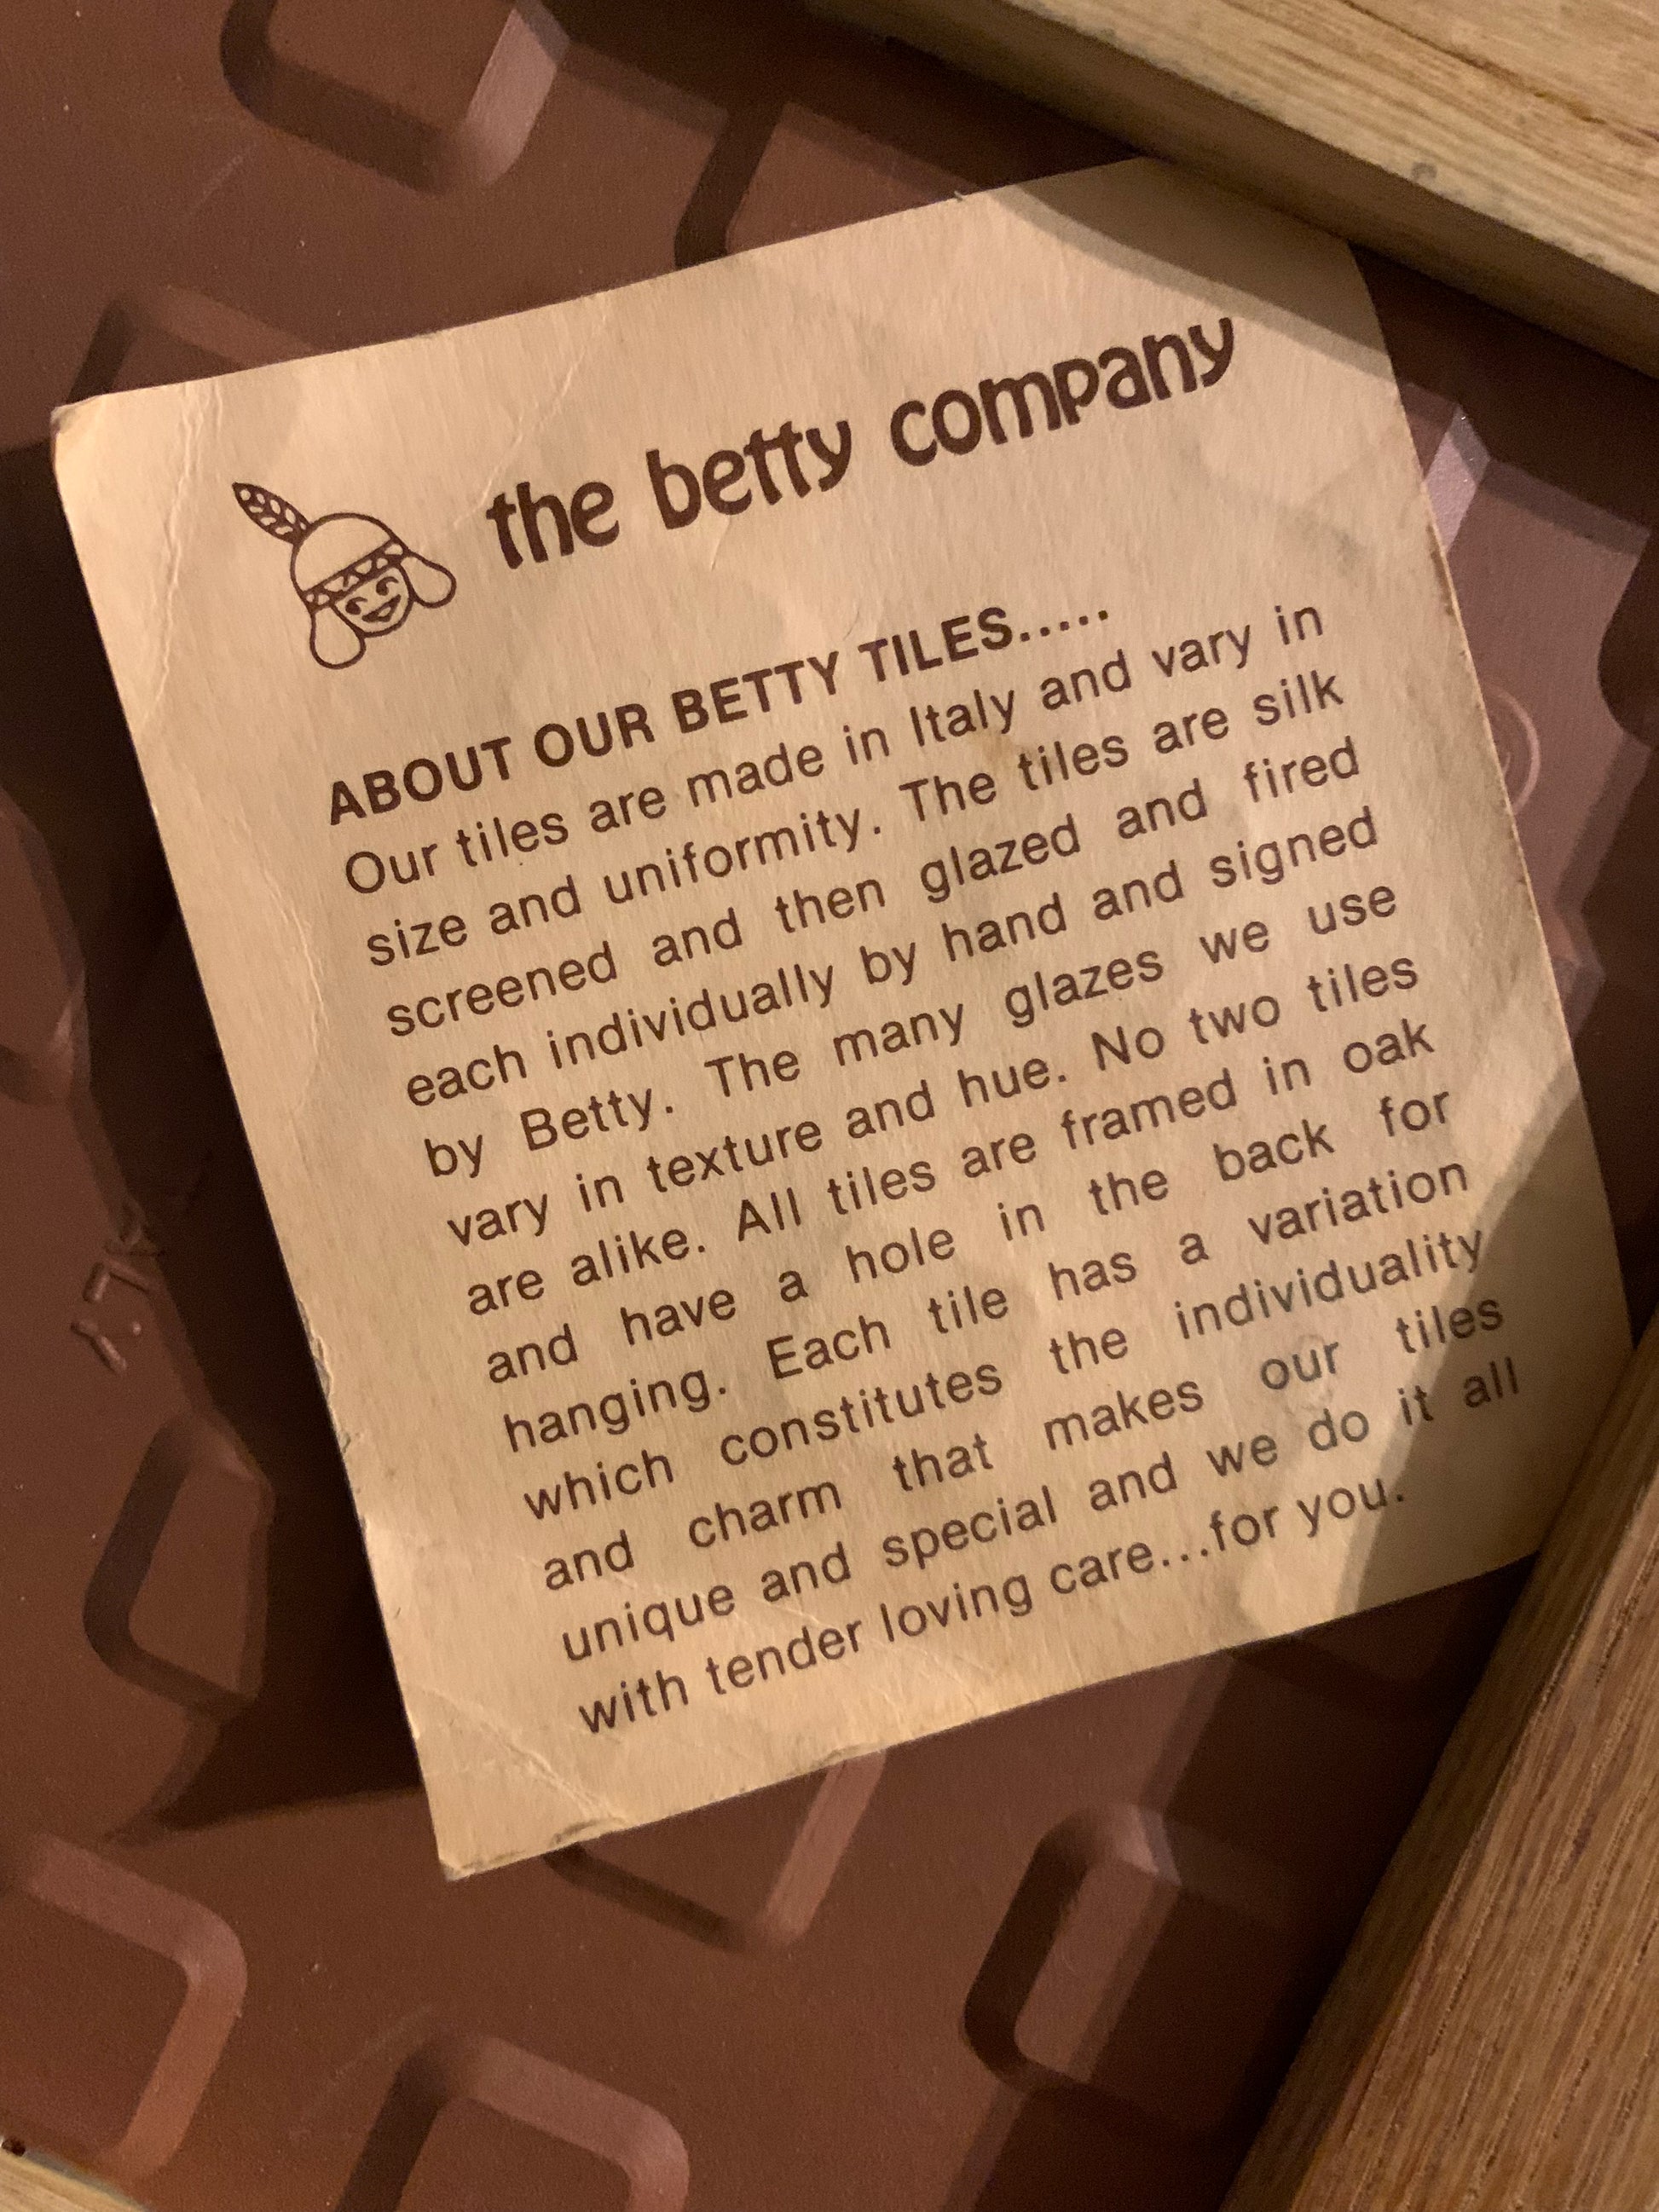 the betty company
ABOUT OUR BETTY TILES.....
Our tiles are made in Italy and vary in
size and uniformity. The tiles are silk
screened and then glazed and fired
each individually by hand and signed
by Betty. The many glazes we use
vary in texture and hue. No two tiles
are alike. All tiles are framed in oak
and have a hole in the back for
hanging. Each tile has a variation
which constitutes the individuality
and charm that makes our tiles
unique and special and we do it all
with tender loving care...for you.